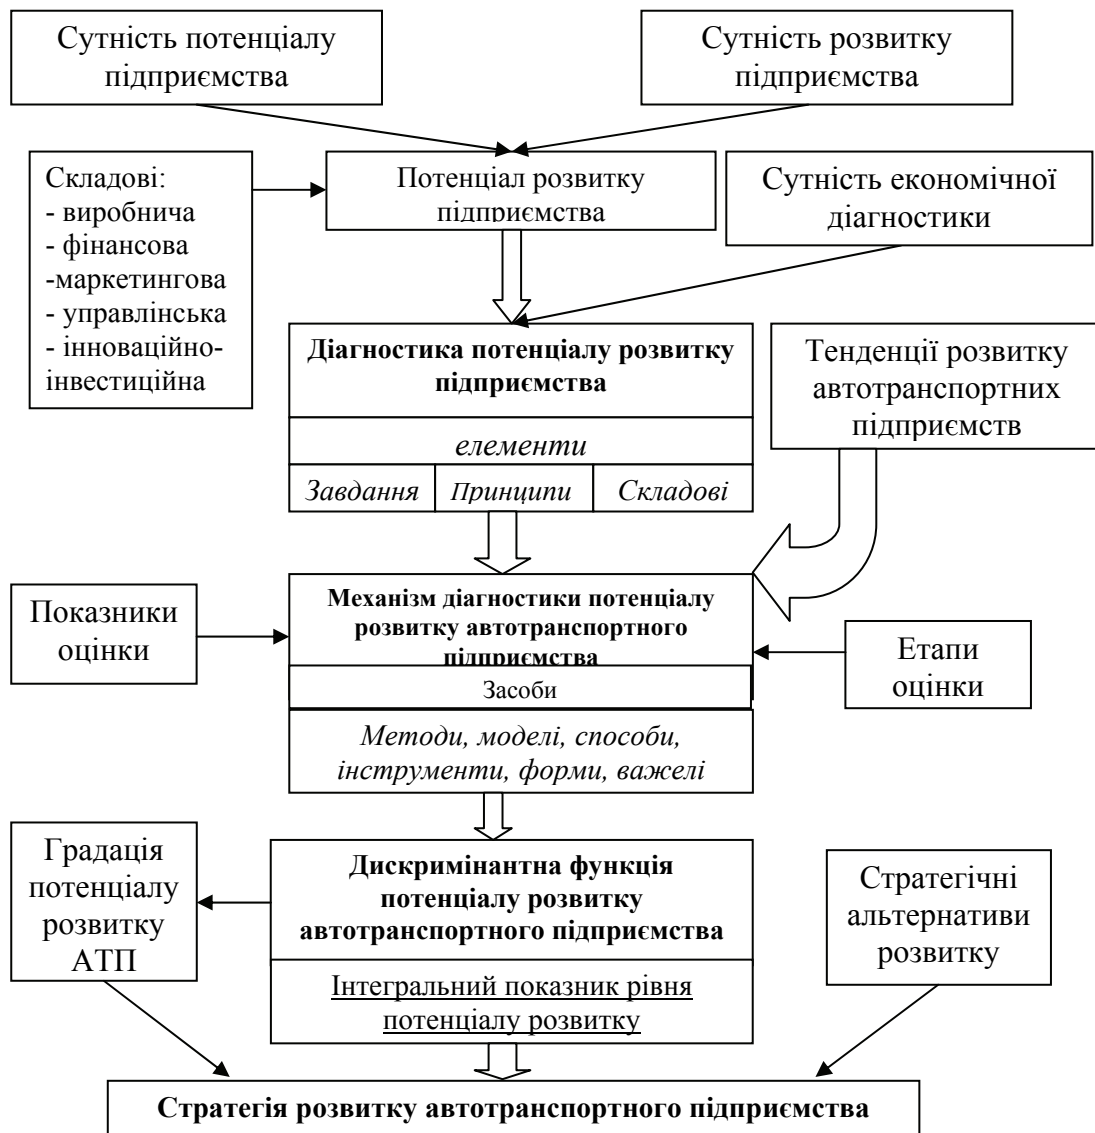 Сутність потенціалу
підприємства
Сутність розвитку
підприємства
Складові:
- виробнича
- фінансова
-маркетингова
- управлінська
- інноваційно-
інвестиційна
Потенціал розвитку
підприємства
Сутність економічної
діагностики
Діагностика потенціалу розвитку
підприємства
елементи
Завдання
Принципи
Складові
Тенденції розвитку
автотранспортних
підприємств
Показники
оцінки
Механізм діагностики потенціалу
розвитку автотранспортного
підприємства
Засоби
Методи, моделі, способи,
інструменти, форми, важелі
Етапи
оцінки
Градація
потенціалу
розвитку
АТП
Дискримінантна функція
потенціалу розвитку
автотранспортного підприємства
Інтегральний показник рівня
потенціалу розвитку
Стратегічні
альтернативи
розвитку
Стратегія розвитку автотранспортного підприємства